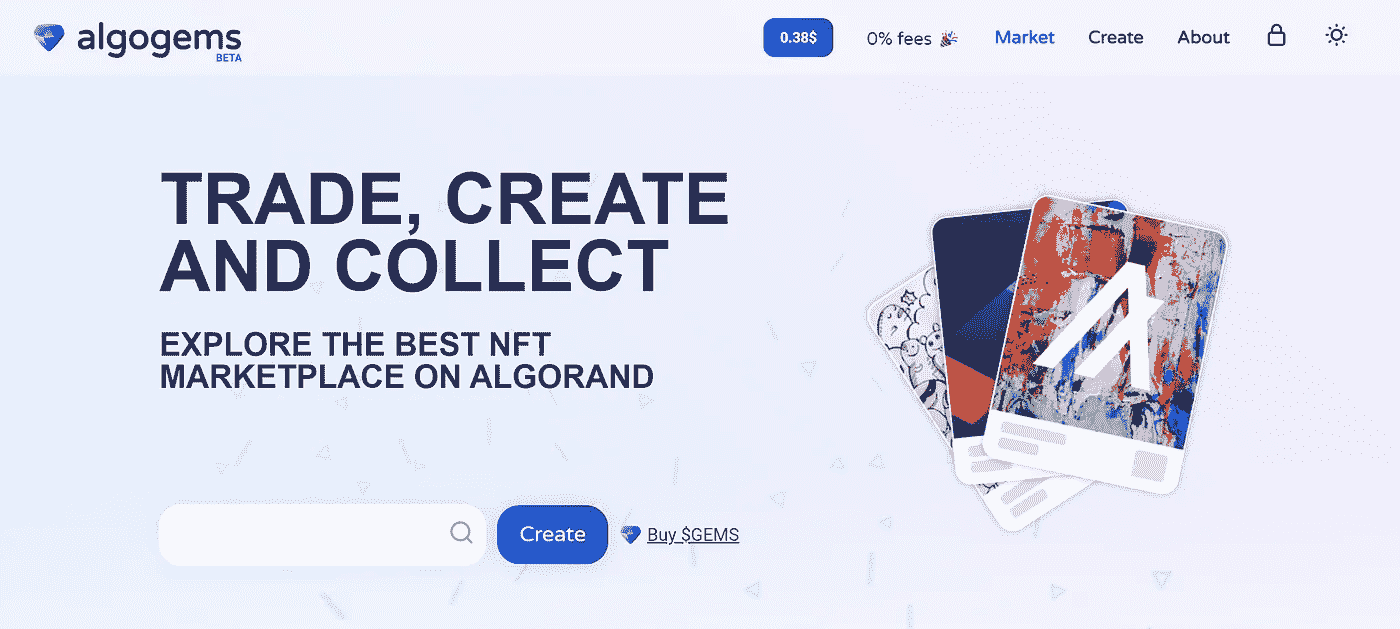 algogems
BETA
0.38$
0% fees 🎉
Market
Create
About
TRADE, CREATE
AND COLLECT
EXPLORE THE BEST NFT
MARKETPLACE ON ALGORAND
Create
Buy $GEMS